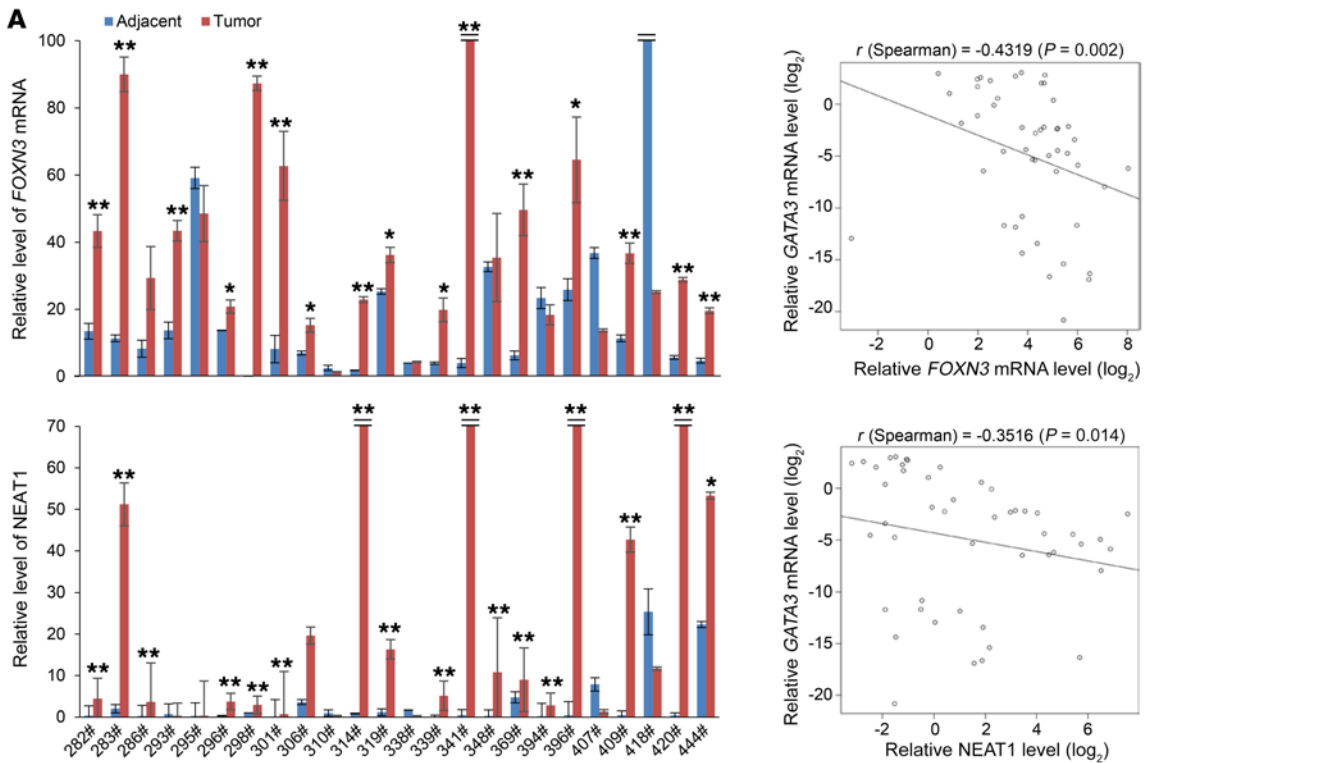 A
Adjacent Tumor
Relative level of FOXN3 mRNA
100
80
60
40
20
0
** ** ** * ** ** * ** * * ** ** * ** ** **
r (Spearman) = -0.4319 (P = 0.002)
Relative GATA3 mRNA level (log2)
0
-5
-10
-15
-20
-2 0 2 4 6 8
Relative FOXN3 mRNA level (log2)
Relative level of NEAT1
70
60
50
40
30
20
10
0
** ** ** ** ** ** ** ** ** ** ** ** ** ** ** ** *
282# 283# 286# 293# 295# 296# 298# 301# 306# 310# 314# 319# 338# 339# 341# 348# 369# 394# 396# 407# 409# 418# 420# 444#
r (Spearman) = -0.3516 (P = 0.014)
Relative GATA3 mRNA level (log2)
0
-5
-10
-15
-20
-2 0 2 4 6
Relative NEAT1 level (log2)